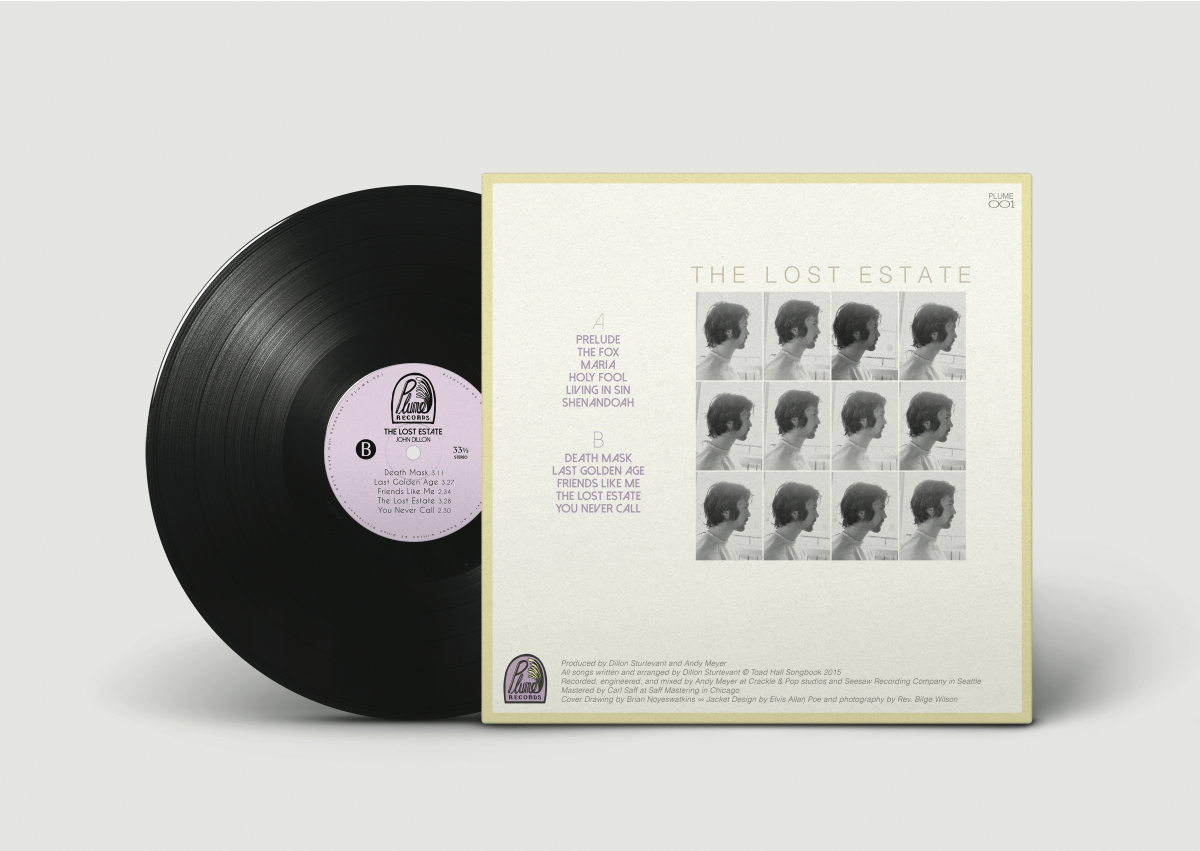 Plume
RECORDS
THE LOST ESTATE
JOHN DILLON
B
33⅓
STEREO
Death Mask 3.11
Last Golden Age 3.27
Friends Like Me 2.34
The Lost Estate 3.28
You Never Call 2.30
PLUME
001
THE LOST ESTATE
A
PRELUDE
THE FOX
MARIA
HOLY FOOL
LIVING IN SIN
SHENANDOAH
B
DEATH MASK
LAST GOLDEN AGE
FRIENDS LIKE ME
THE LOST ESTATE
YOU NEVER CALL
Plume
RECORDS
Produced by Dillon Sturtevant and Andy Meyer
All songs written and arranged by Dillon Sturtevant © Toad Hall Songbook 2015
Recorded, engineered, and mixed by Andy Meyer at Crackle & Pop studios and Seesaw Recording Company in Seattle
Mastered by Carl Saff at Saff Mastering in Chicago
Cover Drawing by Brian Noyeswatkins ∞ Jacket Design by Elvis Allan Poe and photography by Rev. Bilge Wilson